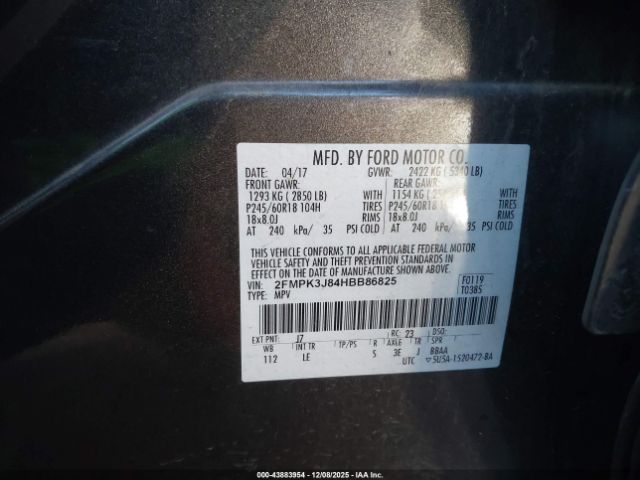 MFD. BY FORD MOTOR CO.
DATE: 04/17 GVWR: 2422 KG ( 5340 LB)
FRONT GAWR: REAR GAWR:
1293 KG ( 2850 LB) WITH 1154 KG ( WITH
P245/60R18 104H TIRES P245/60R18 TIRES
18x8.0J RIMS 18x8.0J RIMS
AT 240 kPa/ 35 PSI COLD AT 240 kPa/ 35 PSI COLD
THIS VEHICLE CONFORMS TO ALL APPLICABLE FEDERAL MOTOR
VEHICLE SAFETY AND THEFT PREVENTION STANDARDS IN
EFFECT ON THE DATE OF MANUFACTURE SHOWN ABOVE.
VIN: 2FMPK3J84HBB86825 F0119
TYPE: MPV T0385
EXT PNT: J7 RC: 23 DSO:
WB INT TR TP/PS R AXLE TR SPR
112 LE 5 3E J BBAA
UTC ▽5U5A-1520472-BA
# - 43883954 | 12/08/2025 - IAA Inc.